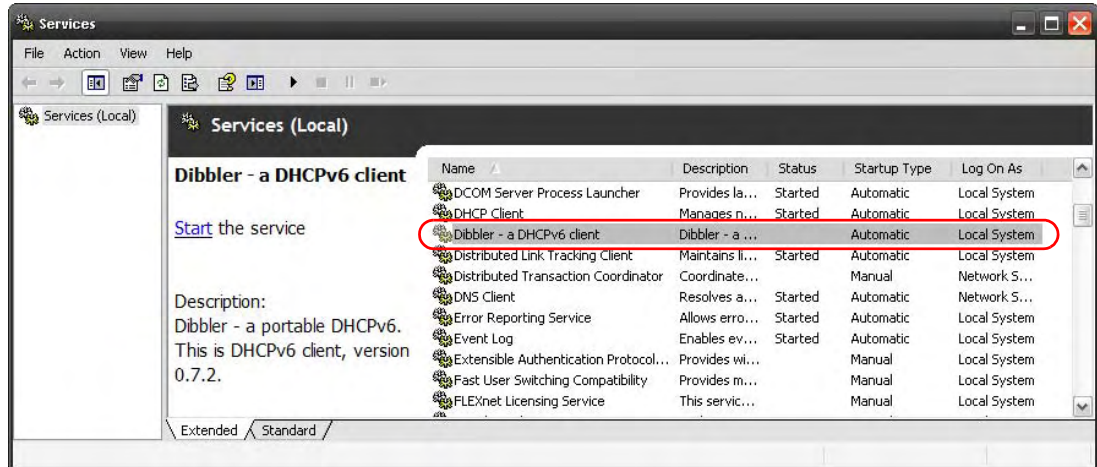 Services
File Action View Help
Services (Local)
Services (Local)
Dibbler - a DHCPv6 client
Start the service
Description:
Dibbler - a portable DHCPv6.
This is DHCPv6 client, version
0.7.2.
Name Description Status Startup Type Log On As
DCOM Server Process Launcher Provides la... Started Automatic Local System
DHCP Client Manages n... Started Automatic Local System
Dibbler - a DHCPv6 client Dibbler - a ... Automatic Local System
Distributed Link Tracking Client Maintains li... Started Automatic Local System
Distributed Transaction Coordinator Coordinate... Manual Network S...
DNS Client Resolves a... Started Automatic Network S...
Error Reporting Service Allows erro... Started Automatic Local System
Event Log Enables ev... Started Automatic Local System
Extensible Authentication Protocol... Provides wi... Manual Local System
Fast User Switching Compatibility Provides m... Manual Local System
FLEXnet Licensing Service This servic... Manual Local System
Extended Standard